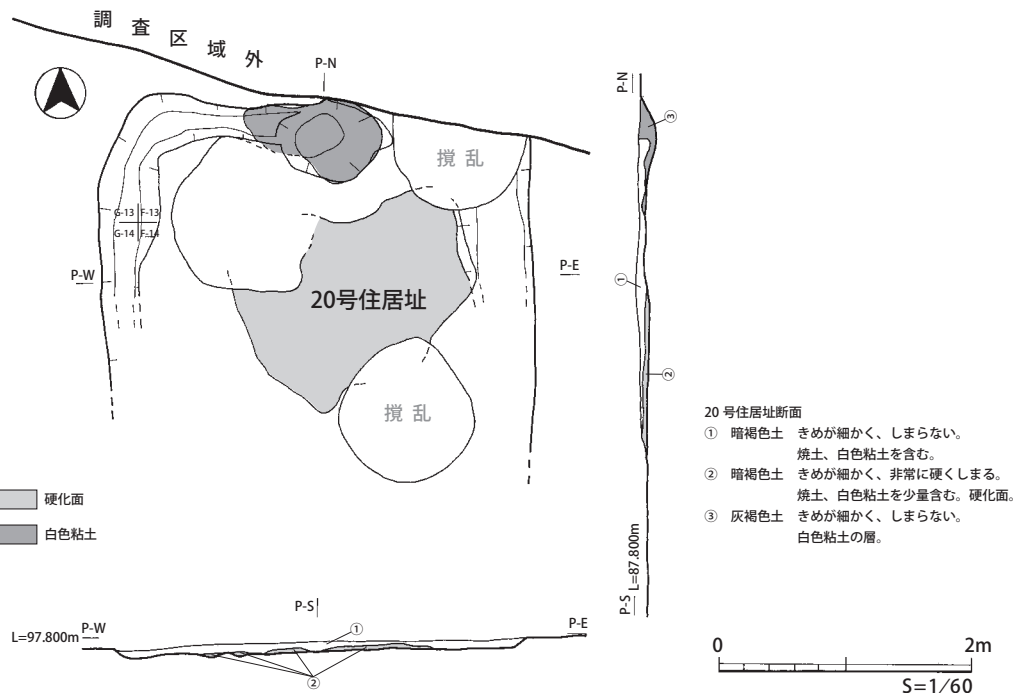 調査区域外
P-N
P-N
③
撹乱
G-13 F-13
G-14 F-14
P-W
P-E
①
20号住居址
②
撹乱
20号住居址断面
① 暗褐色土 きめが細かく、しまらない。
焼土、白色粘土を含む。
② 暗褐色土 きめが細かく、非常に硬くしまる。
焼土、白色粘土を少量含む。硬化面。
③ 灰褐色土 きめが細かく、しまらない。
白色粘土の層。
硬化面
白色粘土
L=87.800m
P-S
P-S
L=97.800m
P-W
①
P-E
②
0 2m
S=1/60